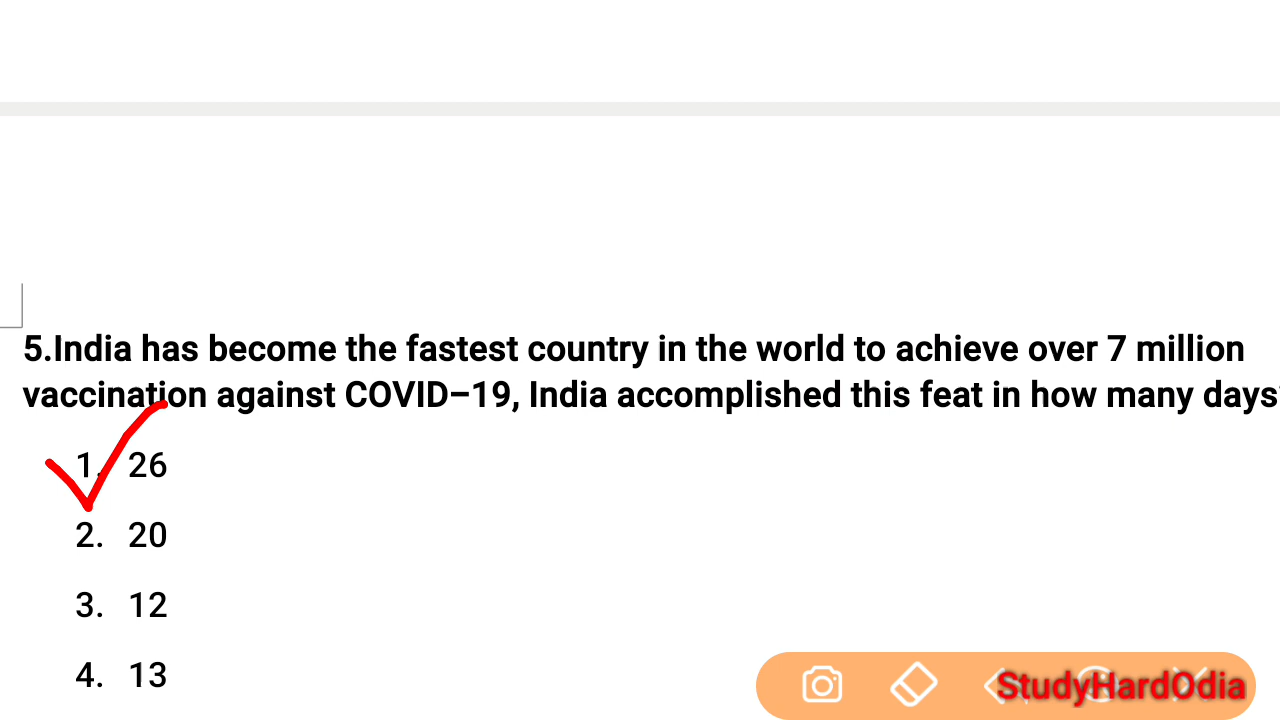 5.India has become the fastest country in the world to achieve over 7 million
vaccination against COVID–19, India accomplished this feat in how many days
1. 26
2. 20
3. 12
4. 13
StudyHardOdia